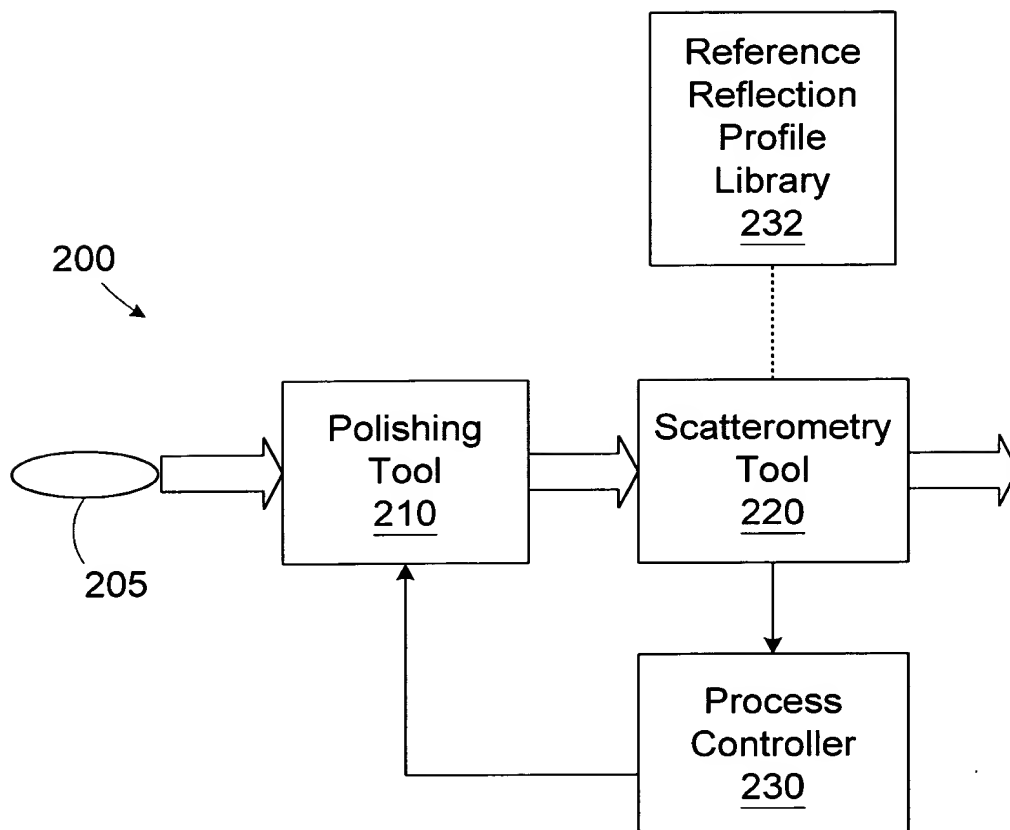 Reference
Reflection
Profile
Library
232
200
Polishing
Tool
210
Scatterometry
Tool
220
205
Process
Controller
230